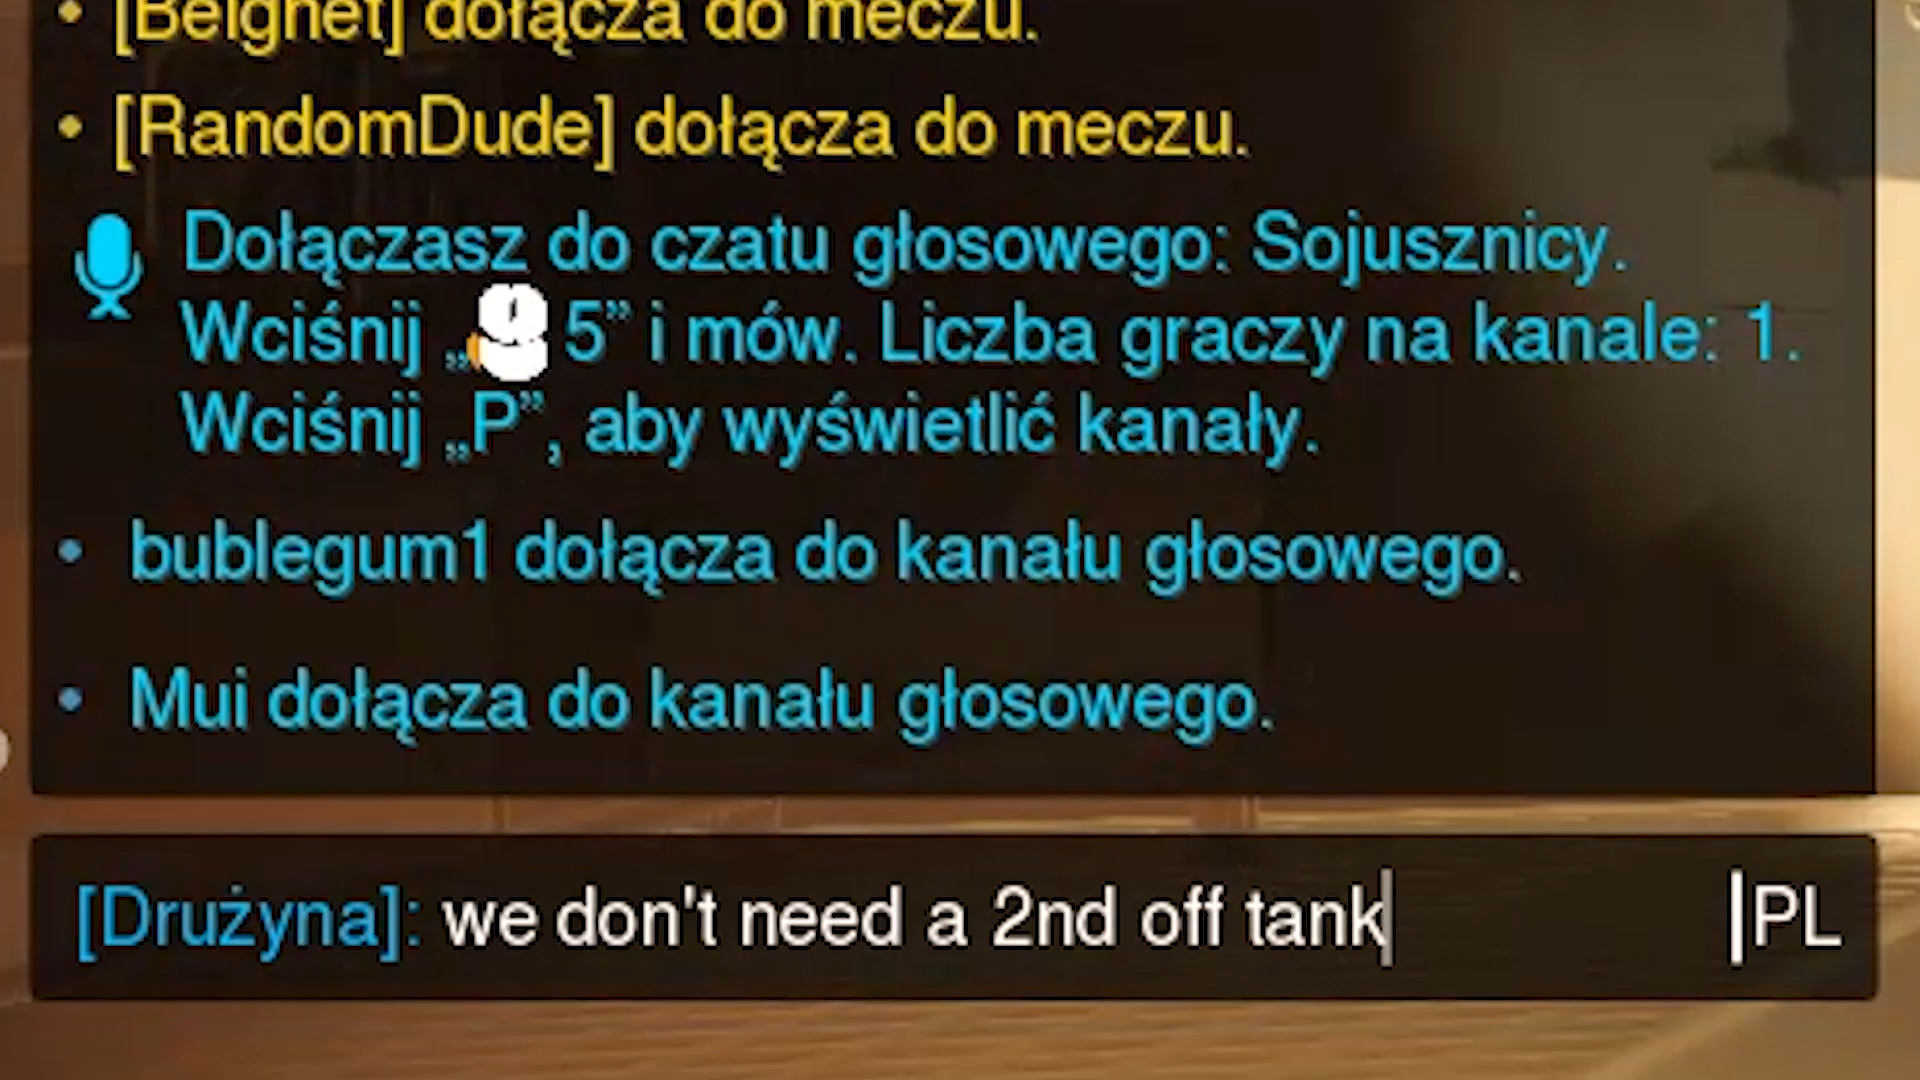 [Beignet] dołącza do meczu.
[RandomDude] dołącza do meczu.
Dołączasz do czatu głosowego: Sojusznicy.
Wciśnij „ 5” i mów. Liczba graczy na kanale: 1.
Wciśnij „P”, aby wyświetlić kanały.
bublegum1 dołącza do kanału głosowego.
Mui dołącza do kanału głosowego.
[Drużyna]: we don't need a 2nd off tank
PL